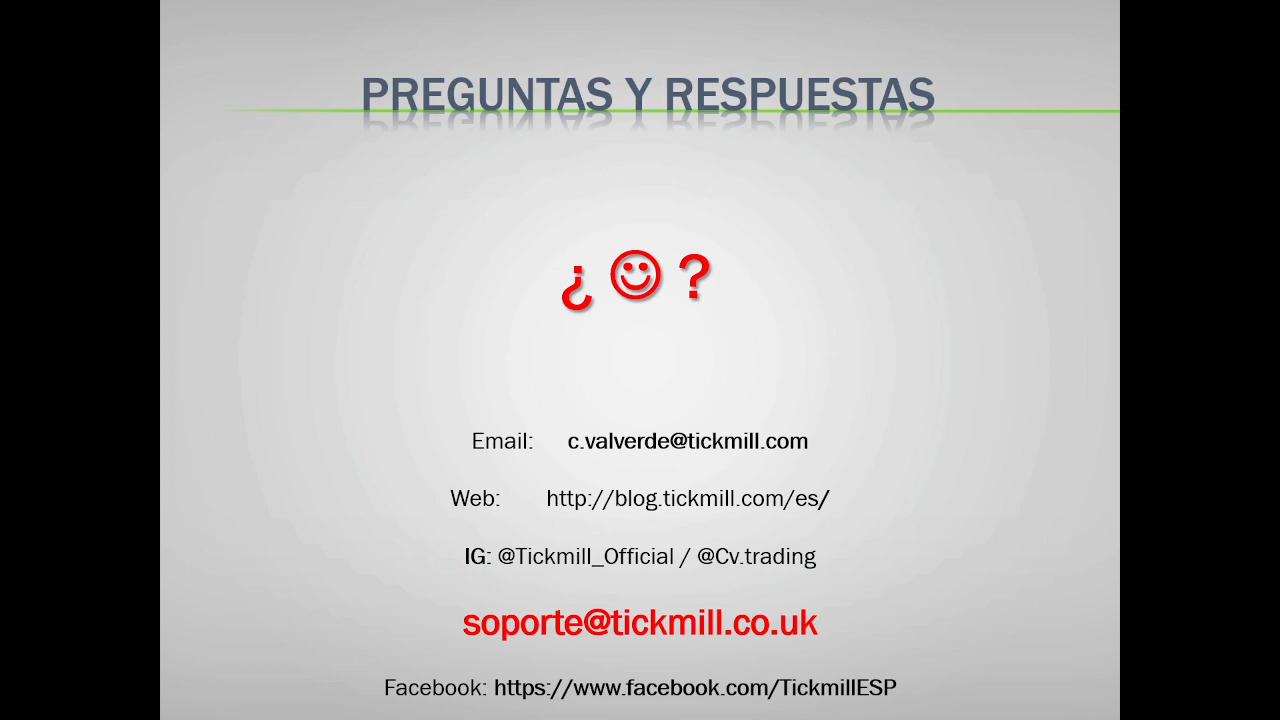 PREGUNTAS Y RESPUESTAS
¿ ☺ ?
Email: c.valverde@tickmill.com
Web: http://blog.tickmill.com/es/
IG: @Tickmill_Official / @Cv.trading
soporte@tickmill.co.uk
Facebook: https://www.facebook.com/TickmillESP